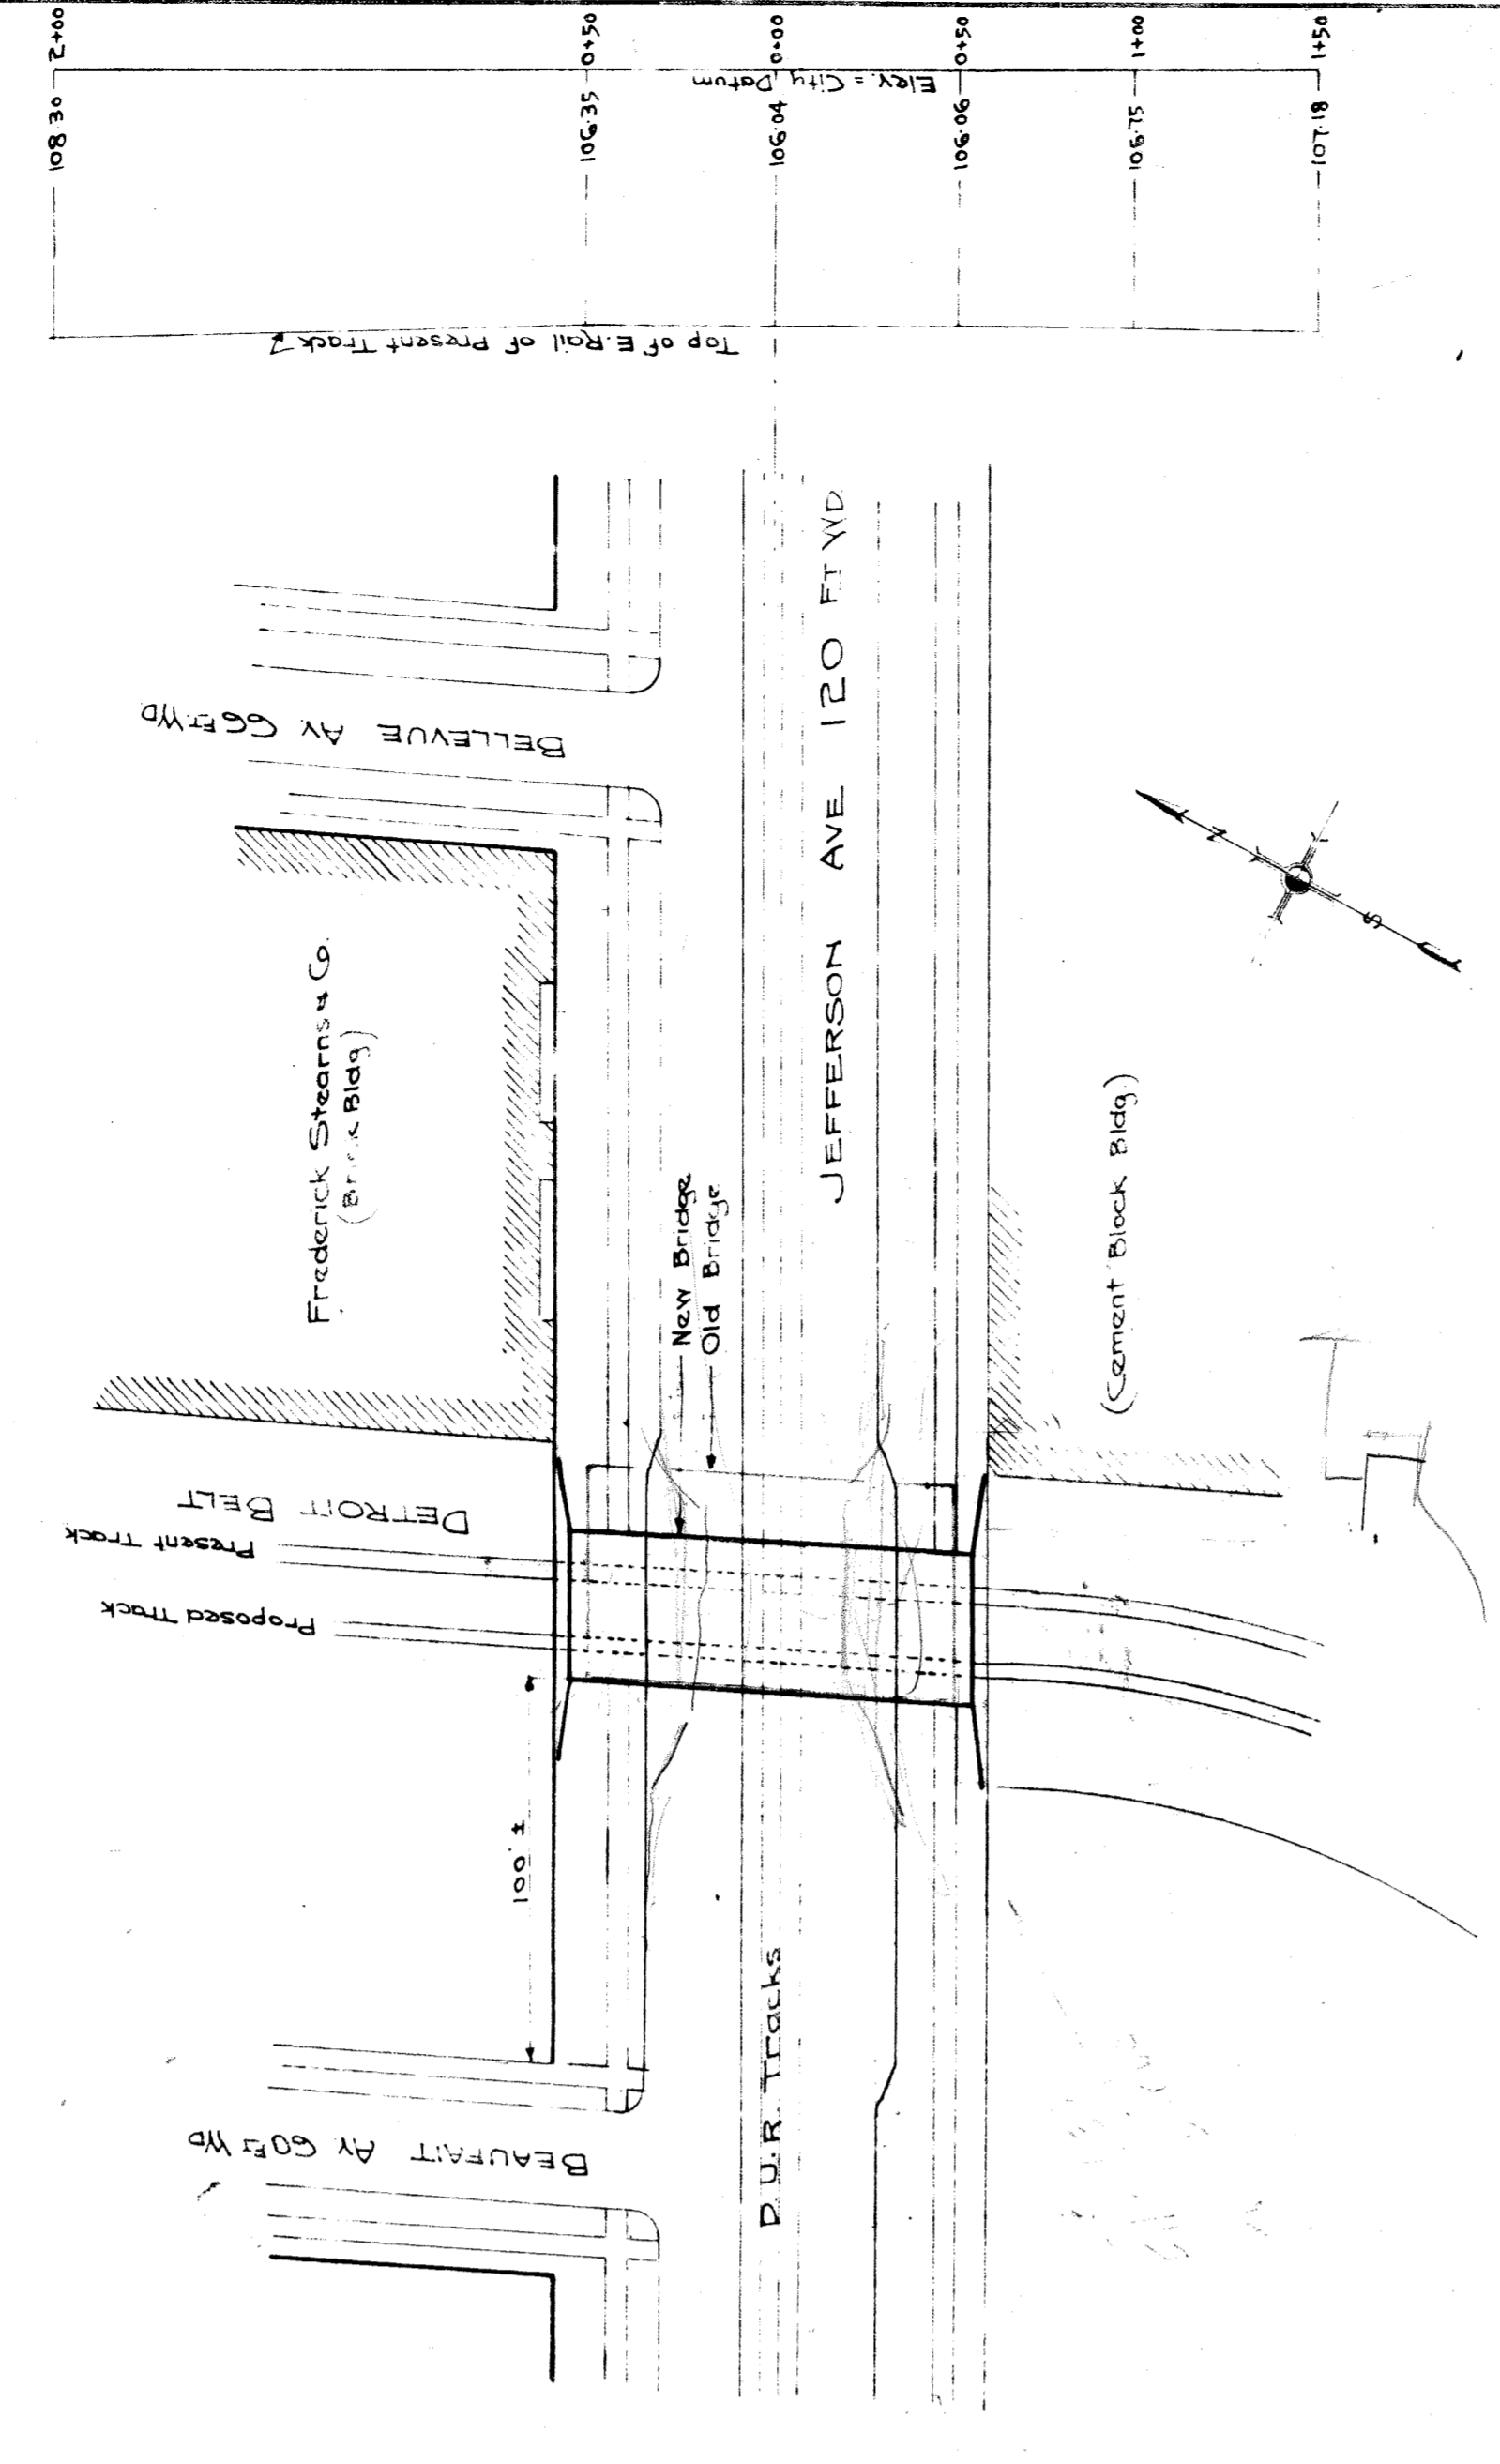 2+00
0+50
0+00
0+50
1+00
1+50
108.30
106.35
106.04
106.06
106.75
107.18
Elev. = City Datum
Top of E. Rail of Present Track
BELLEVUE AV 66 FT WD
JEFFERSON AVE 120 FT WD
Frederick Stearns & Co.
(Brick Bldg)
New Bridge
Old Bridge
(Cement Block Bldg.)
N
S
DETROIT BELT
Present Track
Proposed Track
100' ±
D.U.R. Tracks
BEAUFAIT AV 60 FT WD